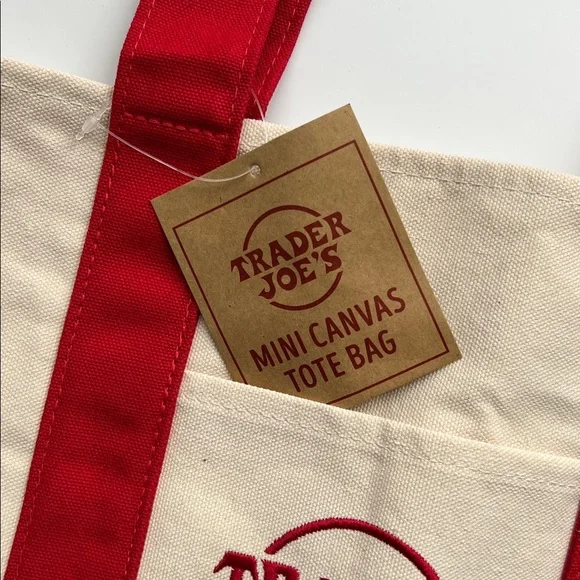 TRADER
JOE'S
MINI CANVAS
TOTE BAG